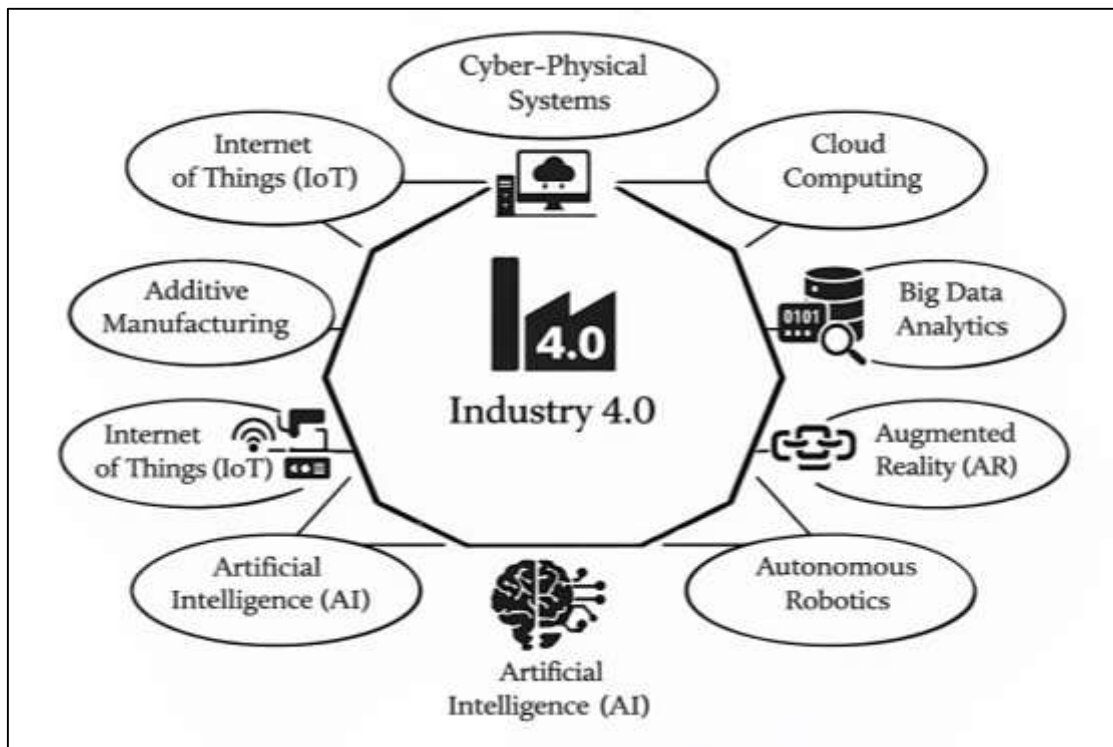 Cyber-Physical
Systems
Internet
of Things (IoT)
Cloud
Computing
Additive
Manufacturing
4.0
Industry 4.0
0101
Big Data
Analytics
Internet
of Things (IoT)
Augmented
Reality (AR)
Artificial
Intelligence (AI)
Autonomous
Robotics
Artificial
Intelligence (AI)